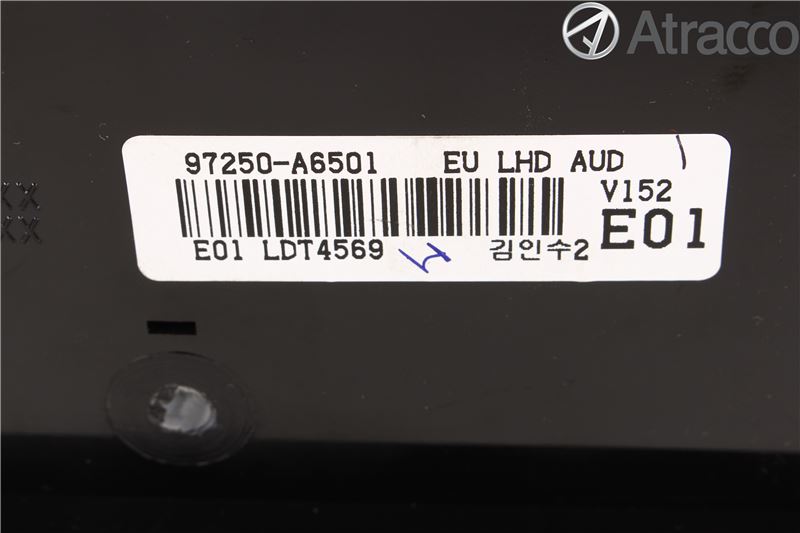 Atracco
97250-A6501 EU LHD AUD
V152
E01
E01 LDT4569 김인수2